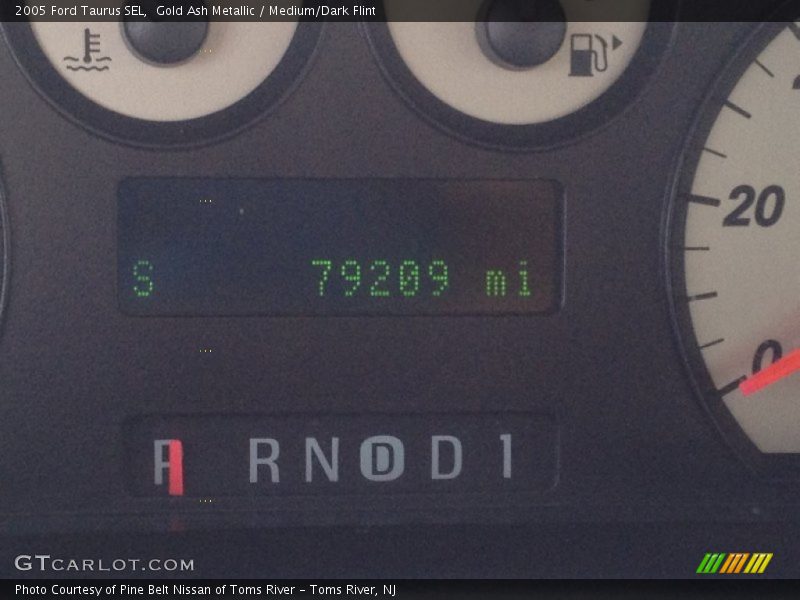 2005 Ford Taurus SEL,  Gold Ash Metallic / Medium/Dark Flint
20
S 79209 mi
0
P R N D D 1
GTCARLOT.COM
Photo Courtesy of Pine Belt Nissan of Toms River – Toms River, NJ